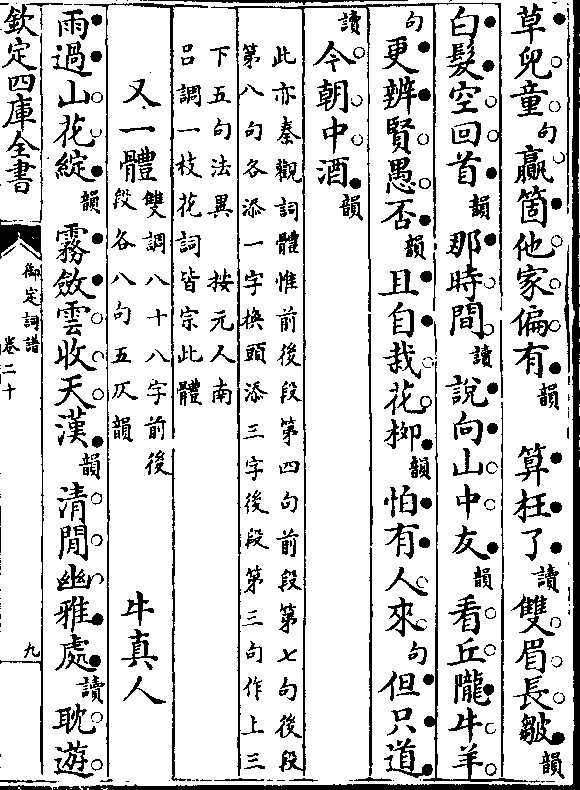 草兒童句贏箇他家偏有韻　算枉了讀雙眉長皺韻
白髮空回首韻那時間讀說向山中友韻看丘隴牛羊
句更辨賢愚否韻且自栽花柳韻怕有人來句但只道
讀今朝中酒韻
此亦秦觀詞體惟前後段第四句前段第七句後段
第八句各添一字換頭添三字後段第三句作上三
下五句法異　按元人南
呂調一枝花詞皆宗此體
又一體雙調八十八字前後段各八句五仄韻　牛真人
雨過山花綻韻霧斂雲收天漢韻清閒幽雅處讀耽遊
欽定四庫全書
御定詞譜
卷二十
九